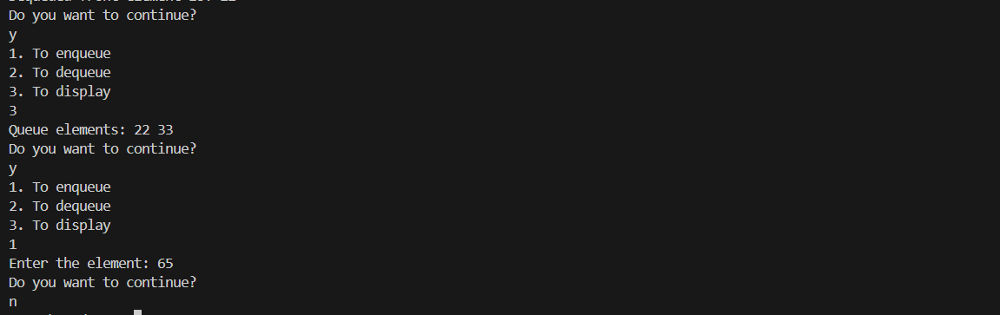 Do you want to continue?
y
1. To enqueue
2. To dequeue
3. To display
3
Queue elements: 22 33
Do you want to continue?
y
1. To enqueue
2. To dequeue
3. To display
1
Enter the element: 65
Do you want to continue?
n